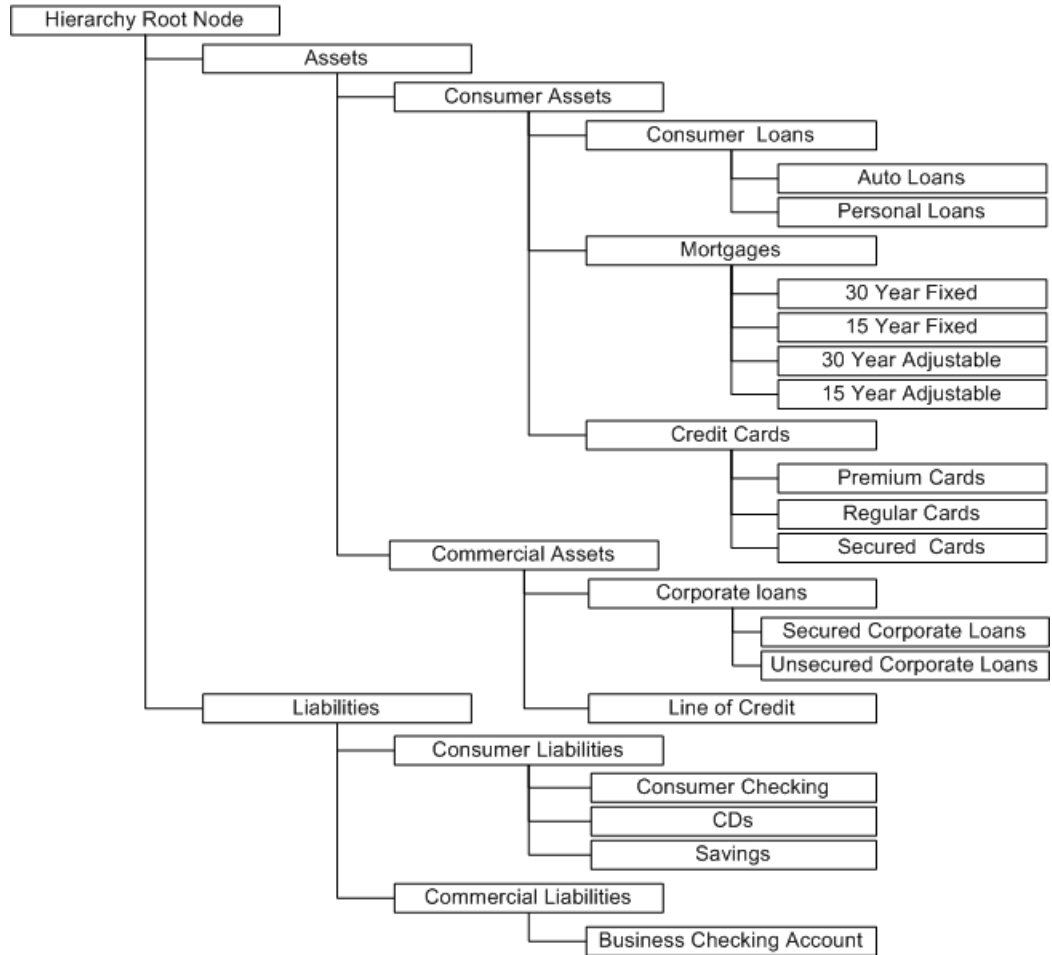 Hierarchy Root Node
Assets
Consumer Assets
Consumer Loans
Auto Loans
Personal Loans
Mortgages
30 Year Fixed
15 Year Fixed
30 Year Adjustable
15 Year Adjustable
Credit Cards
Premium Cards
Regular Cards
Secured Cards
Commercial Assets
Corporate loans
Secured Corporate Loans
Unsecured Corporate Loans
Line of Credit
Liabilities
Consumer Liabilities
Consumer Checking
CDs
Savings
Commercial Liabilities
Business Checking Account